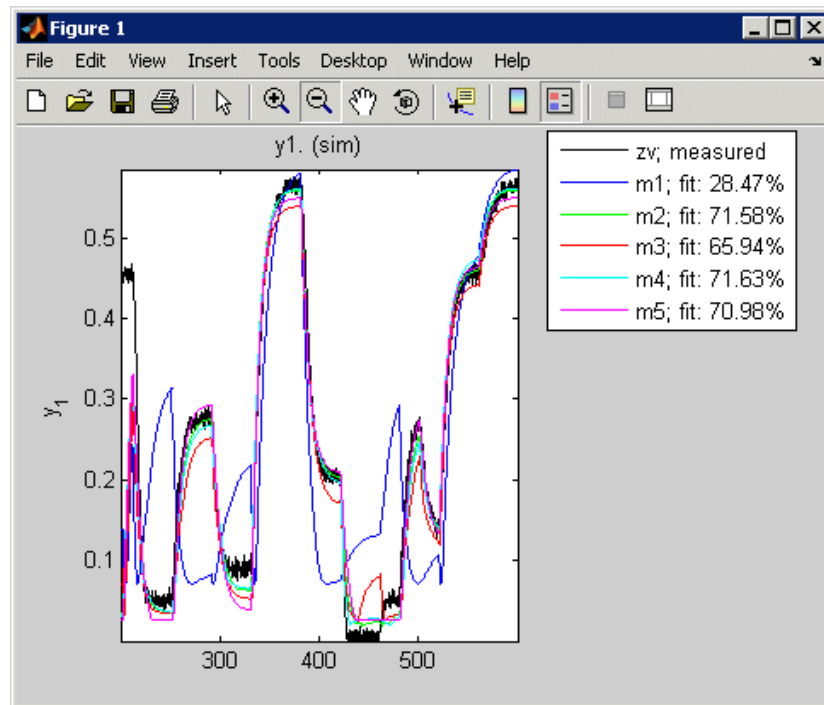 Figure 1
File Edit View Insert Tools Desktop Window Help
y1. (sim)
zv; measured
m1; fit: 28.47%
m2; fit: 71.58%
m3; fit: 65.94%
m4; fit: 71.63%
m5; fit: 70.98%
0.5
0.4
0.3
0.2
0.1
y1
300 400 500